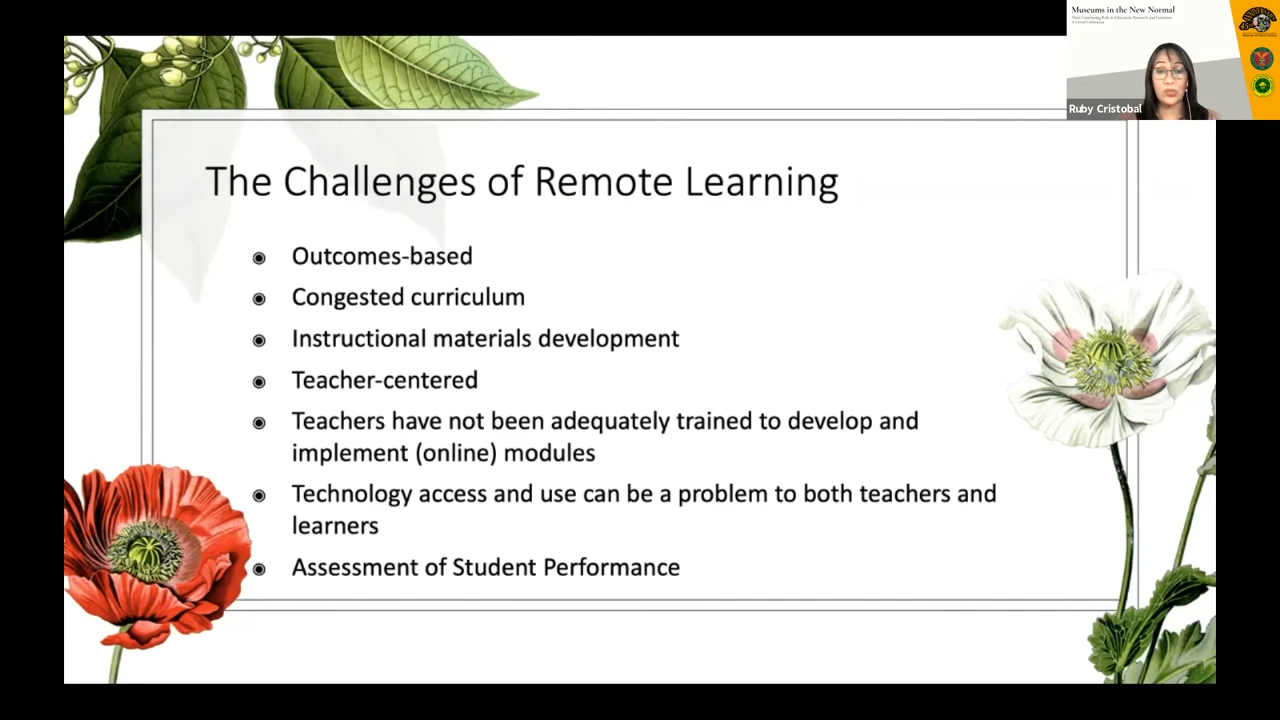 Museums in the New Normal
Their Continuing Role in Education, Research and Extension
A Virtual Celebration
Ruby Cristobal
The Challenges of Remote Learning
Outcomes-based
Congested curriculum
Instructional materials development
Teacher-centered
Teachers have not been adequately trained to develop and
implement (online) modules
Technology access and use can be a problem to both teachers and
learners
Assessment of Student Performance